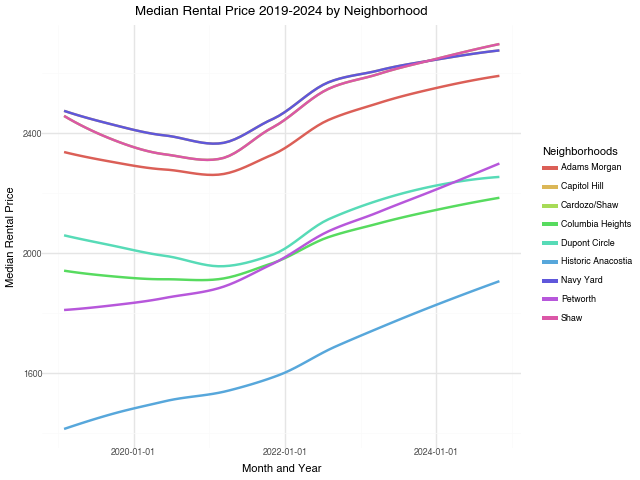 Median Rental Price 2019-2024 by Neighborhood
Median Rental Price
2400
2000
1600
2020-01-01
2022-01-01
2024-01-01
Month and Year
Neighborhoods
Adams Morgan
Capitol Hill
Cardozo/Shaw
Columbia Heights
Dupont Circle
Historic Anacostia
Navy Yard
Petworth
Shaw